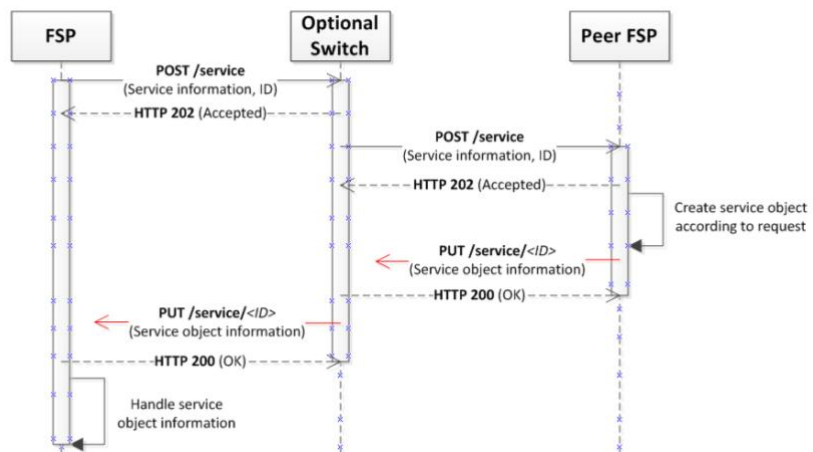 FSP
Optional
Switch
Peer FSP
POST /service
(Service information, ID)
HTTP 202 (Accepted)
POST /service
(Service information, ID)
HTTP 202 (Accepted)
Create service object
according to request
PUT /service/<ID>
(Service object information)
HTTP 200 (OK)
PUT /service/<ID>
(Service object information)
HTTP 200 (OK)
Handle service
object information